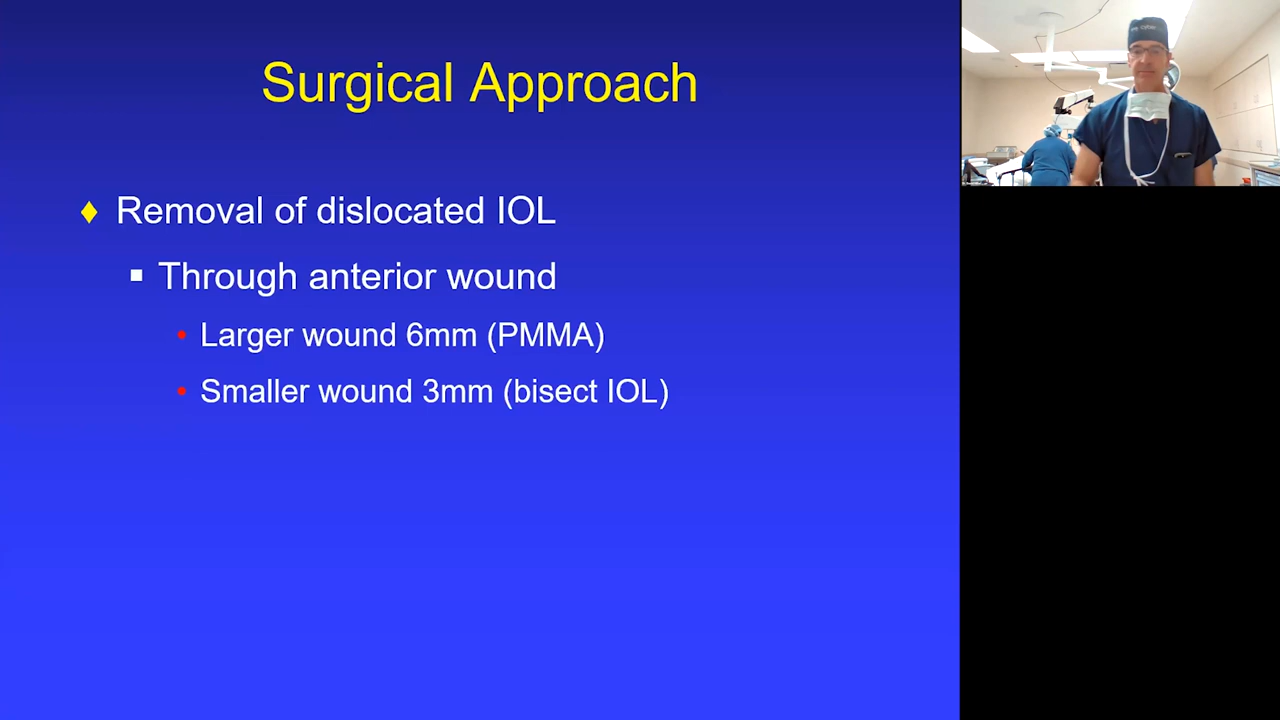 Surgical Approach
Removal of dislocated IOL
Through anterior wound
Larger wound 6mm (PMMA)
Smaller wound 3mm (bisect IOL)